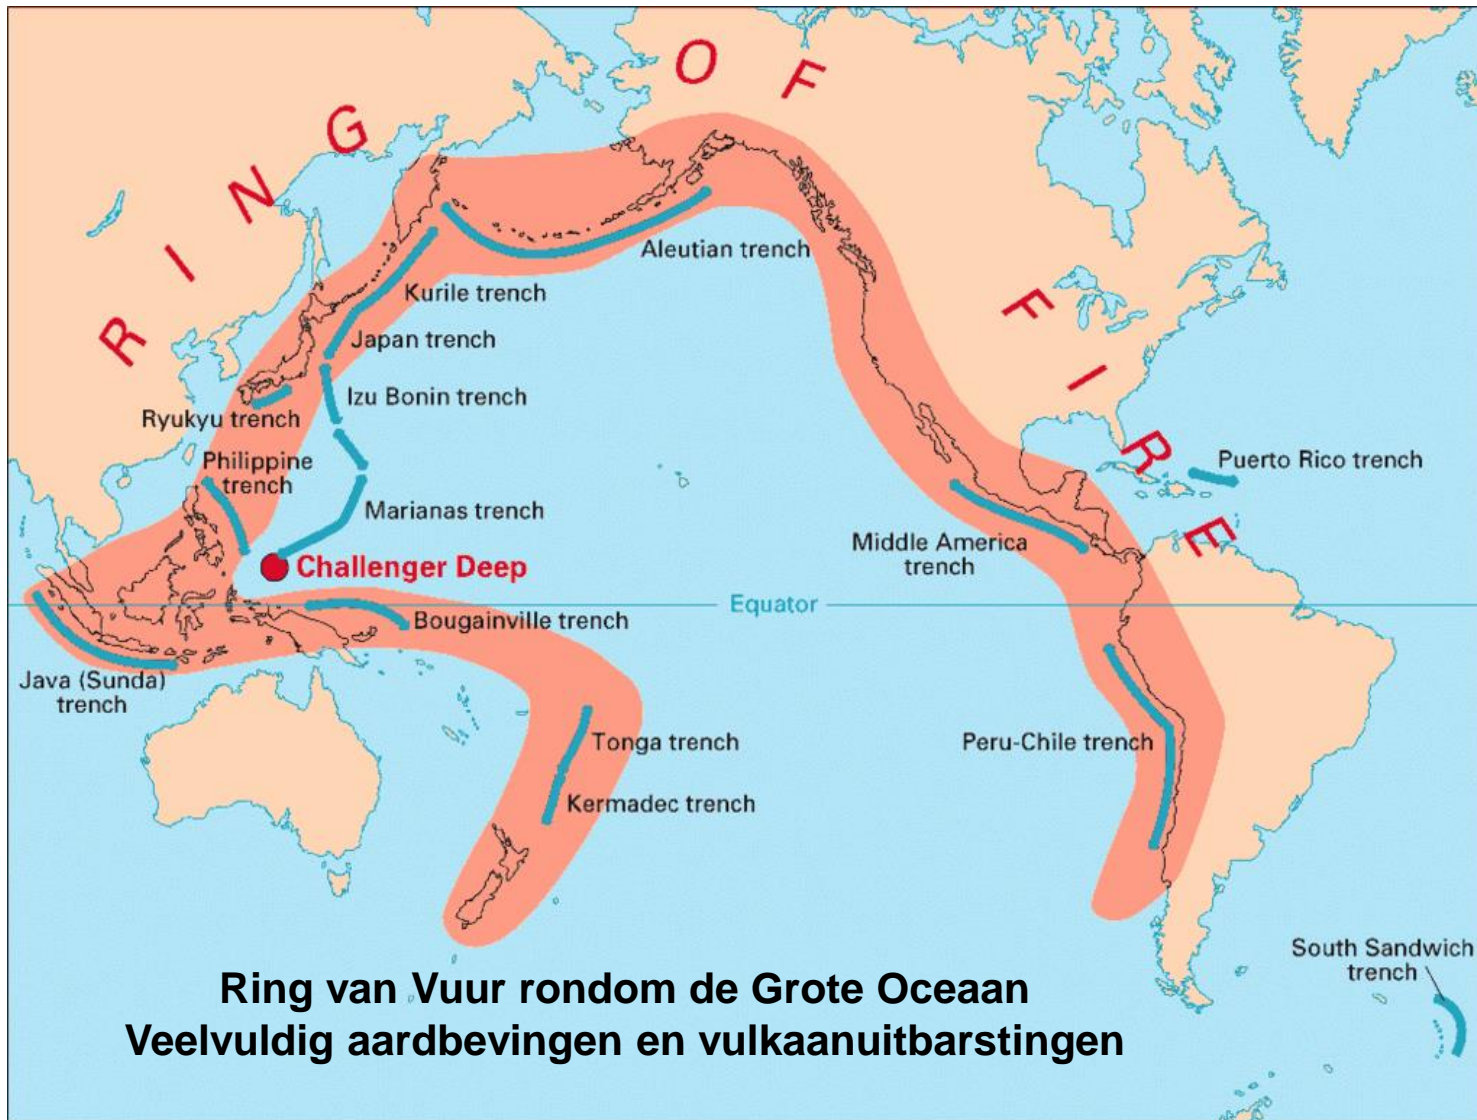 RING OF FIRE
Aleutian trench
Kurile trench
Japan trench
Izu Bonin trench
Ryukyu trench
Philippine
trench
Marianas trench
Challenger Deep
Puerto Rico trench
Middle America
trench
Equator
Bougainville trench
Java (Sunda)
trench
Tonga trench
Peru-Chile trench
Kermadec trench
South Sandwich
trench
Ring van Vuur rondom de Grote Oceaan
Veelvuldig aardbevingen en vulkaanuitbarstingen